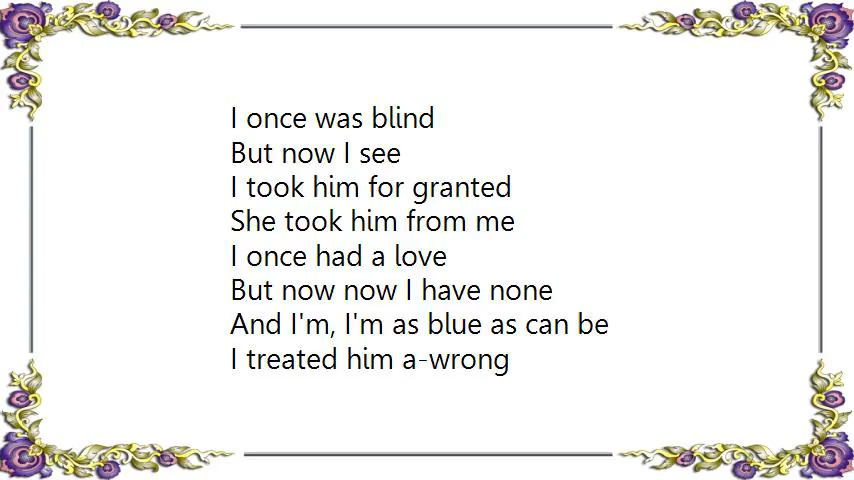 I once was blind
But now I see
I took him for granted
She took him from me
I once had a love
But now now I have none
And I'm, I'm as blue as can be
I treated him a-wrong